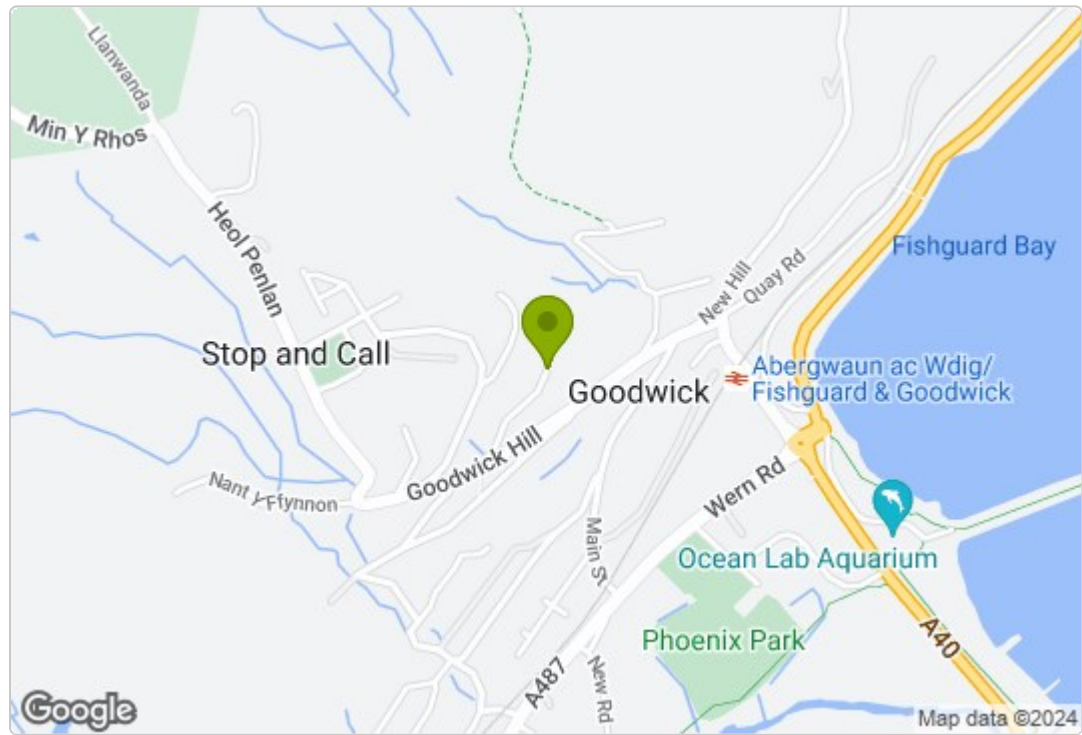 Llanwanda
Min Y Rhos
Heol Penlan
Fishguard Bay
New Hill
Quay Rd
Stop and Call
Goodwick
Abergwaun ac Wdig/
Fishguard & Goodwick
Goodwick Hill
Nant Y Ffynnon
Wern Rd
Main St
Ocean Lab Aquarium
Phoenix Park
A40
A487
New Rd
Google
Map data ©2024